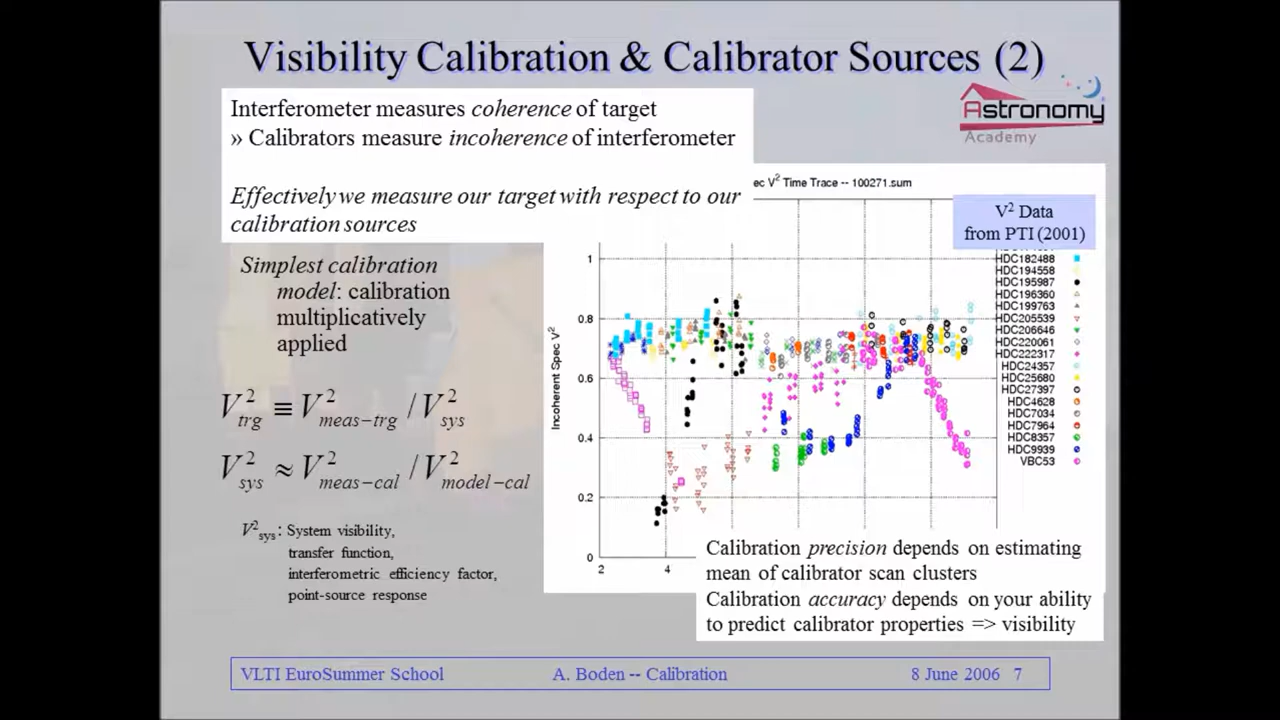 Visibility Calibration & Calibrator Sources (2)
Astronomy
Academy
Interferometer measures coherence of target
» Calibrators measure incoherence of interferometer
Effectively we measure our target with respect to our
calibration sources
ec V² Time Trace -- 100271.sum
V² Data
from PTI (2001)
Simplest calibration
model: calibration
multiplicatively
applied
V²trg ≡ V²meas−trg / V²sys
V²sys ≈ V²meas−cal / V²model−cal
V²sys: System visibility,
transfer function,
interferometric efficiency factor,
point-source response
Incoherent Spec V²
1
0.8
0.6
0.4
0.2
0
2
4
HDC182488
HDC194558
HDC195987
HDC196360
HDC199763
HDC205539
HDC206646
HDC220061
HDC222317
HDC24357
HDC25680
HDC27397
HDC4628
HDC7034
HDC7964
HDC8357
HDC9939
VBC53
Calibration precision depends on estimating
mean of calibrator scan clusters
Calibration accuracy depends on your ability
to predict calibrator properties => visibility
VLTI EuroSummer School
A. Boden -- Calibration
8 June 2006 7